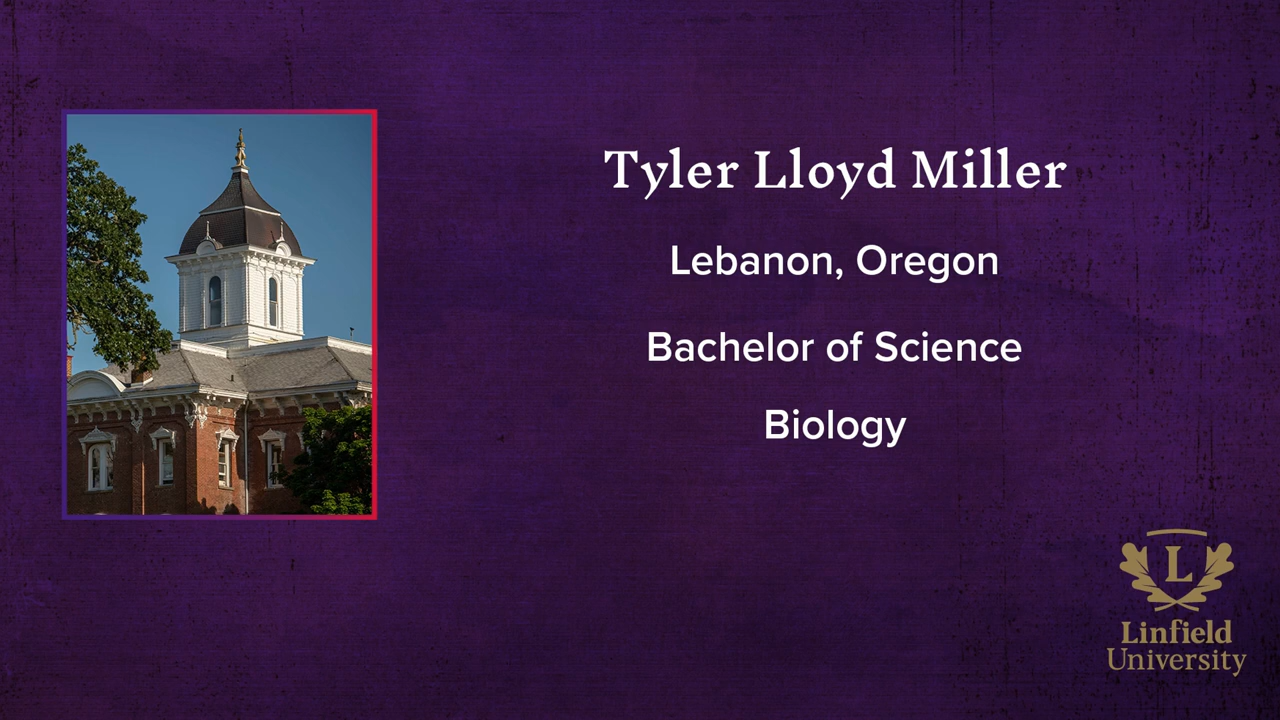 Tyler Lloyd Miller
Lebanon, Oregon
Bachelor of Science
Biology
L
Linfield
University